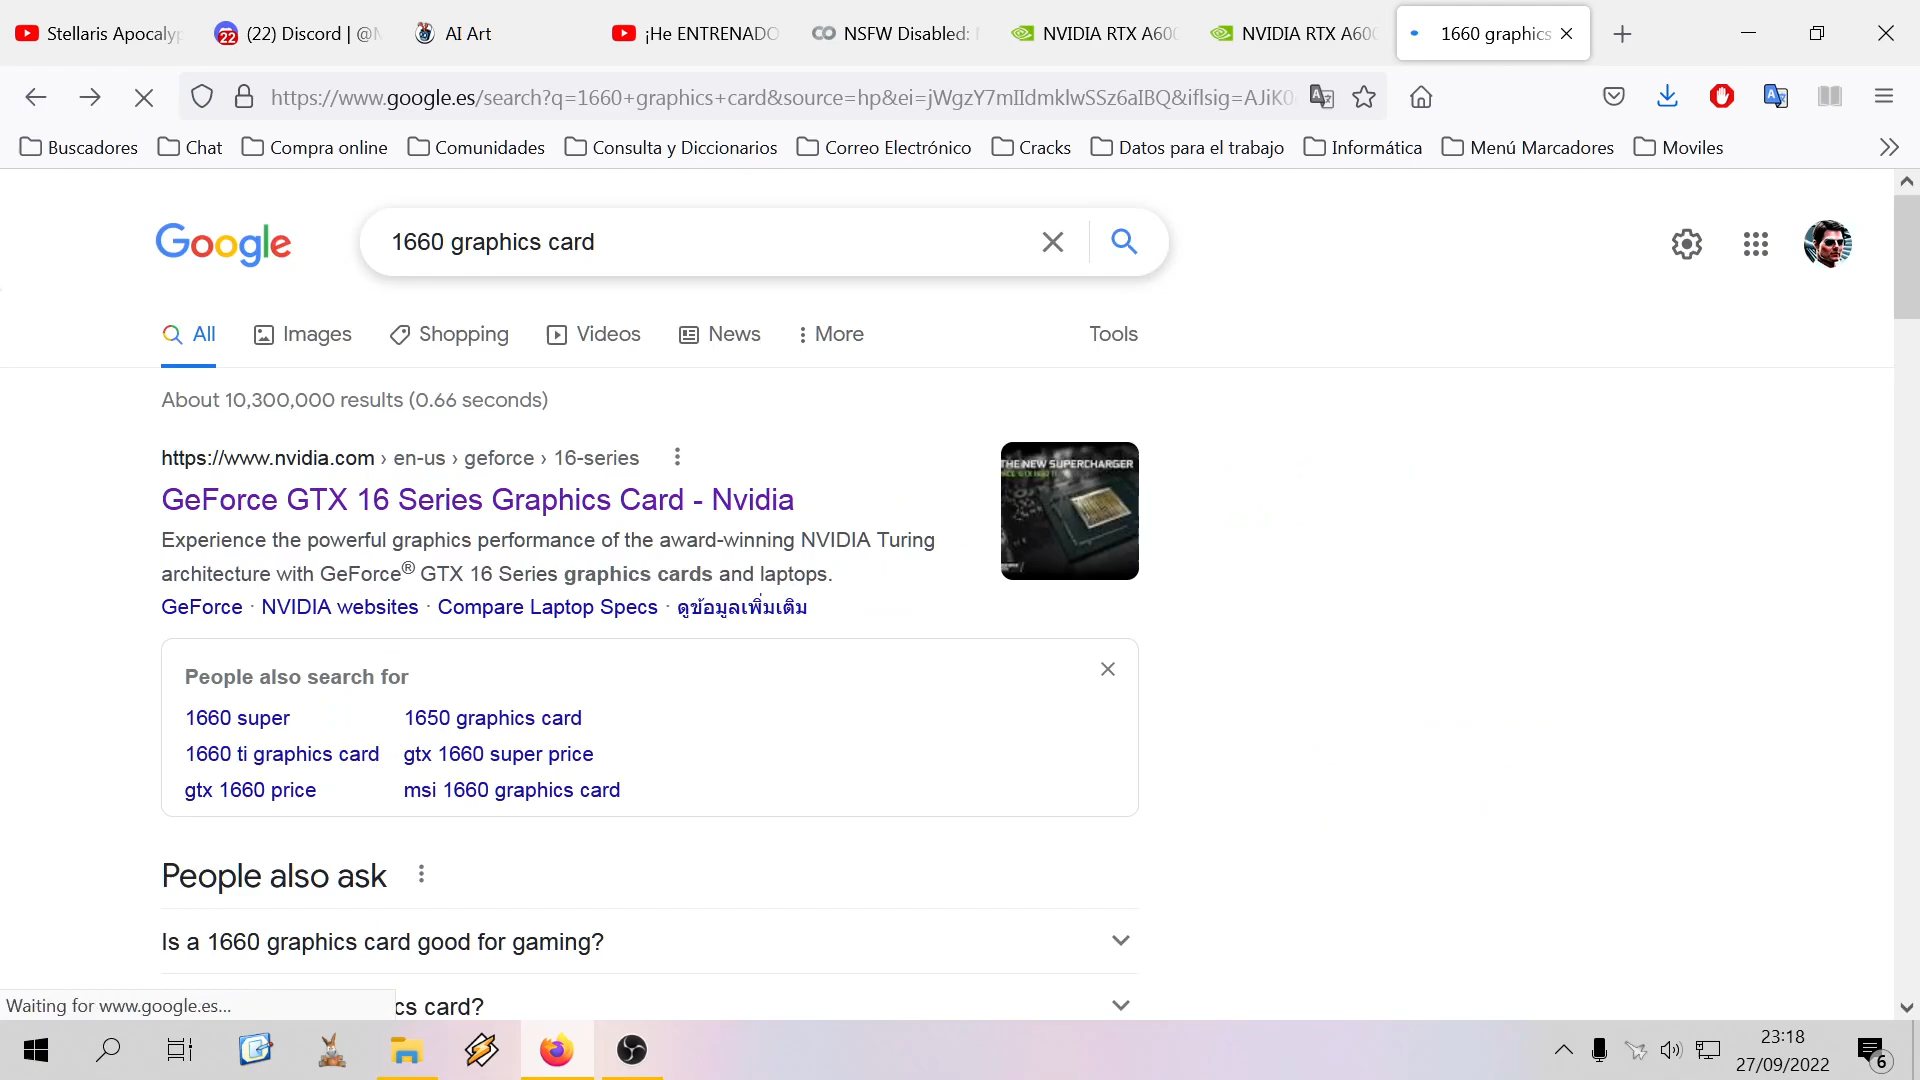 Stellaris Apocalyp
(22) Discord | @M
AI Art
¡He ENTRENADO
NSFW Disabled:
NVIDIA RTX A600
NVIDIA RTX A600
1660 graphics
https://www.google.es/search?q=1660+graphics+card&source=hp&ei=jWgzY7mIIdmklwSSz6aIBQ&iflsig=AJiK0
Buscadores
Chat
Compra online
Comunidades
Consulta y Diccionarios
Correo Electrónico
Cracks
Datos para el trabajo
Informática
Menú Marcadores
Moviles
Google
1660 graphics card
All
Images
Shopping
Videos
News
More
Tools
About 10,300,000 results (0.66 seconds)
https://www.nvidia.com › en-us › geforce › 16-series
GeForce GTX 16 Series Graphics Card - Nvidia
THE NEW SUPERCHARGER
Experience the powerful graphics performance of the award-winning NVIDIA Turing
architecture with GeForce® GTX 16 Series graphics cards and laptops.
GeForce · NVIDIA websites · Compare Laptop Specs · ดูข้อมูลเพิ่มเติม
People also search for
1660 super
1650 graphics card
1660 ti graphics card
gtx 1660 super price
gtx 1660 price
msi 1660 graphics card
People also ask
Is a 1660 graphics card good for gaming?
cs card?
Waiting for www.google.es...
23:18
27/09/2022
6